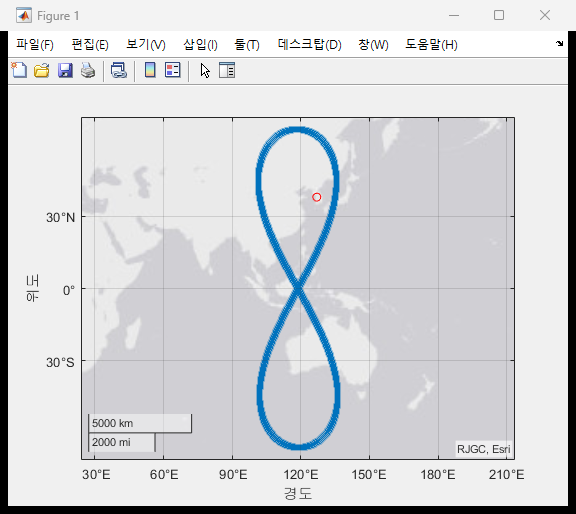 Figure 1
파일(F) 편집(E) 보기(V) 삽입(I) 툴(T) 데스크탑(D) 창(W) 도움말(H)
30°N
0°
30°S
위도
5000 km
2000 mi
RJGC, Esri
30°E 60°E 90°E 120°E 150°E 180°E 210°E
경도